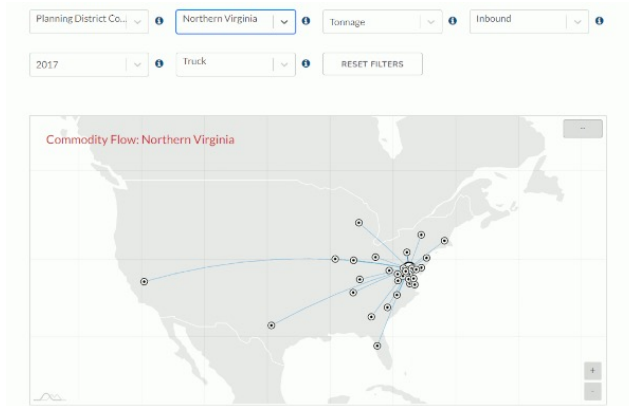 Planning District Co...
Northern Virginia
Tonnage
Inbound
2017
Truck
RESET FILTERS
Commodity Flow: Northern Virginia